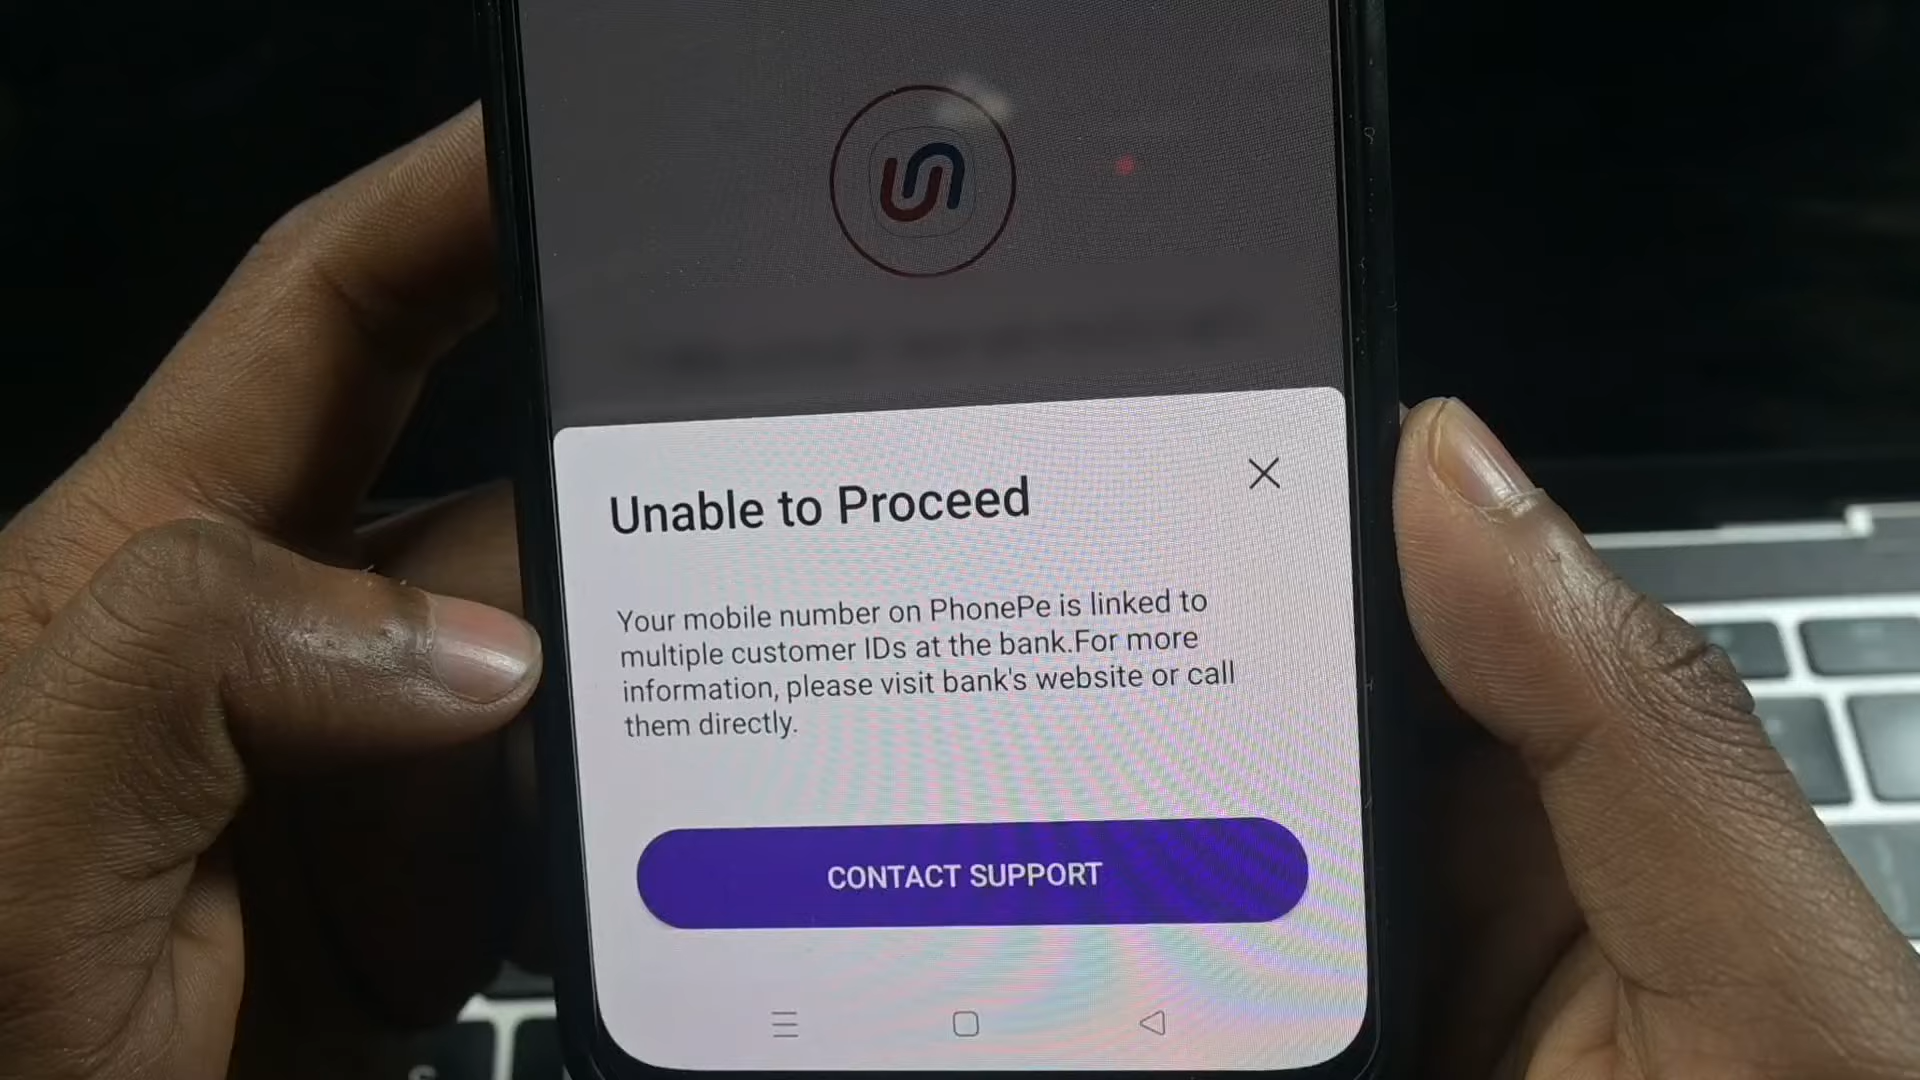 Unable to Proceed
Your mobile number on PhonePe is linked to
multiple customer IDs at the bank.For more
information, please visit bank's website or call
them directly.
CONTACT SUPPORT